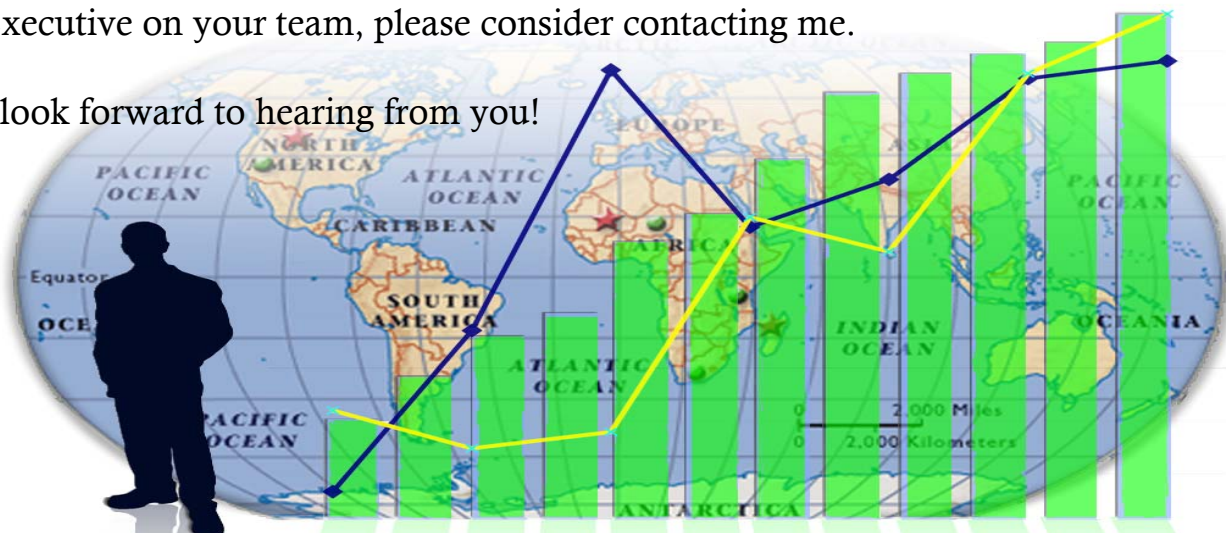 xecutive on your team, please consider contacting me.
look forward to hearing from you!
EUROPE
NORTH
AMERICA
ASIA
PACIFIC
OCEAN
ATLANTIC
OCEAN
PACIFIC
OCEAN
CARIBBEAN
AFRICA
Equator
SOUTH
AMERICA
OCE
INDIAN
OCEAN
OCEANIA
ATLANTIC
OCEAN
PACIFIC
OCEAN
0 2,000 Miles
0 2,000 Kilometers
ANTARCTICA